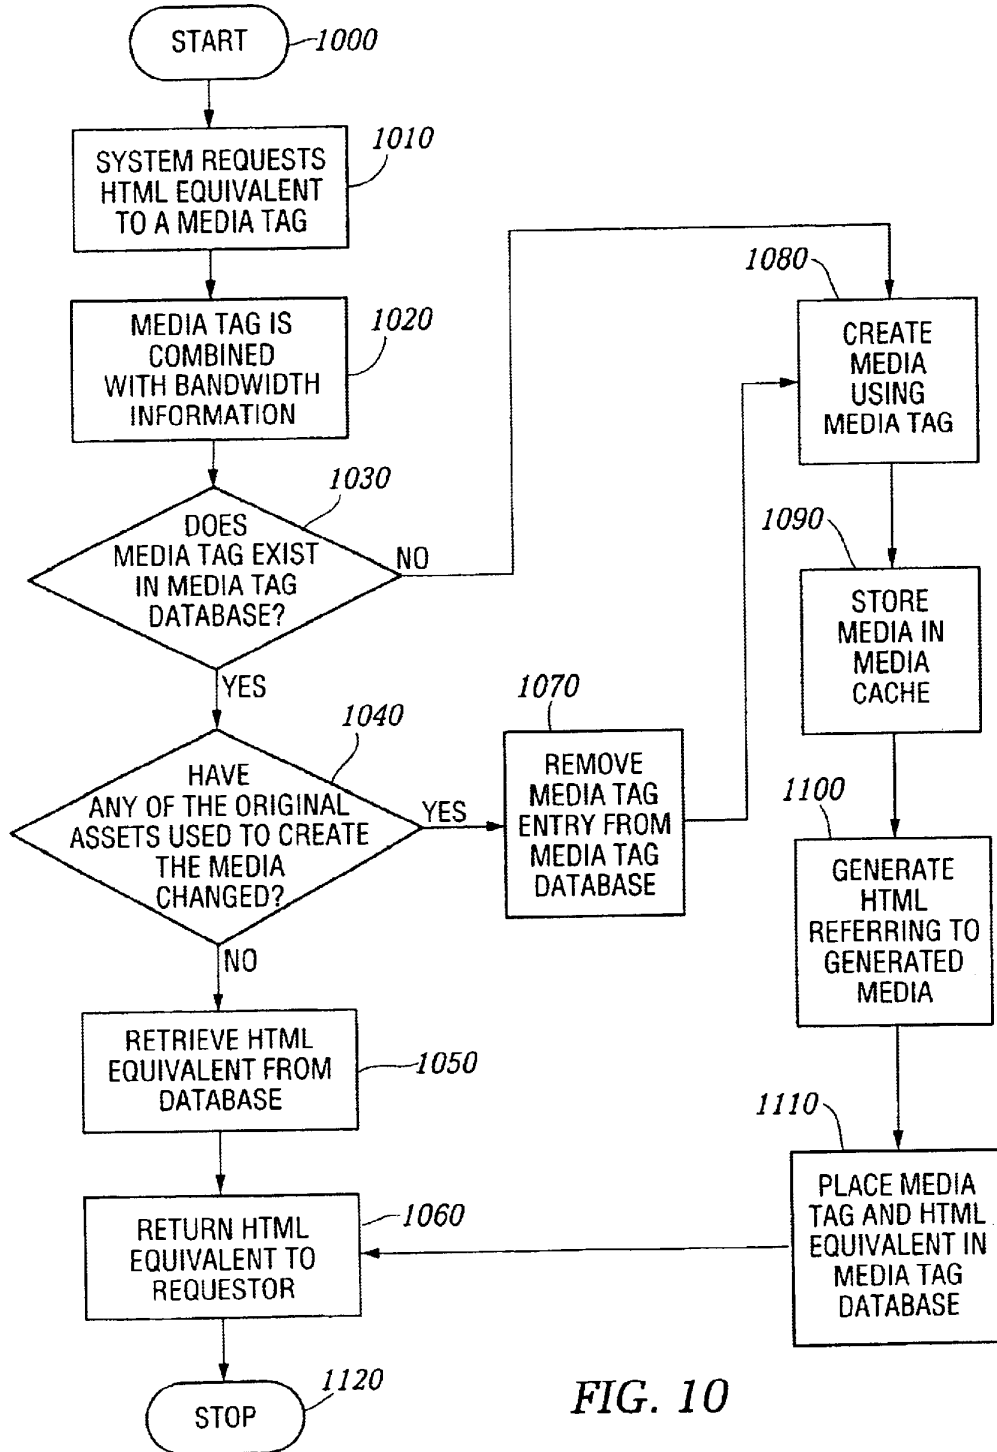 START
1000
SYSTEM REQUESTS
HTML EQUIVALENT
TO A MEDIA TAG
1010
MEDIA TAG IS
COMBINED
WITH BANDWIDTH
INFORMATION
1020
DOES
MEDIA TAG EXIST
IN MEDIA TAG
DATABASE?
1030
NO
YES
HAVE
ANY OF THE ORIGINAL
ASSETS USED TO CREATE
THE MEDIA
CHANGED?
1040
YES
NO
REMOVE
MEDIA TAG
ENTRY FROM
MEDIA TAG
DATABASE
1070
RETRIEVE HTML
EQUIVALENT FROM
DATABASE
1050
RETURN HTML
EQUIVALENT TO
REQUESTOR
1060
STOP
1120
1080
CREATE
MEDIA
USING
MEDIA TAG
1090
STORE
MEDIA IN
MEDIA
CACHE
1100
GENERATE
HTML
REFERRING TO
GENERATED
MEDIA
1110
PLACE MEDIA
TAG AND HTML
EQUIVALENT IN
MEDIA TAG
DATABASE
FIG. 10